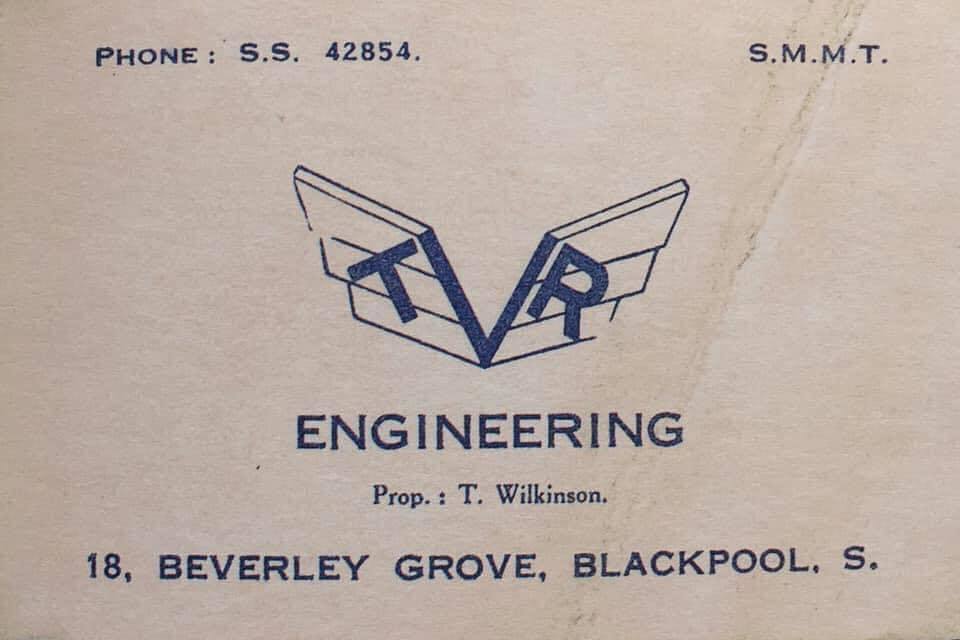 PHONE: S.S. 42854. S.M.M.T.
TVR
ENGINEERING
Prop.: T. Wilkinson.
18, BEVERLEY GROVE, BLACKPOOL, S.